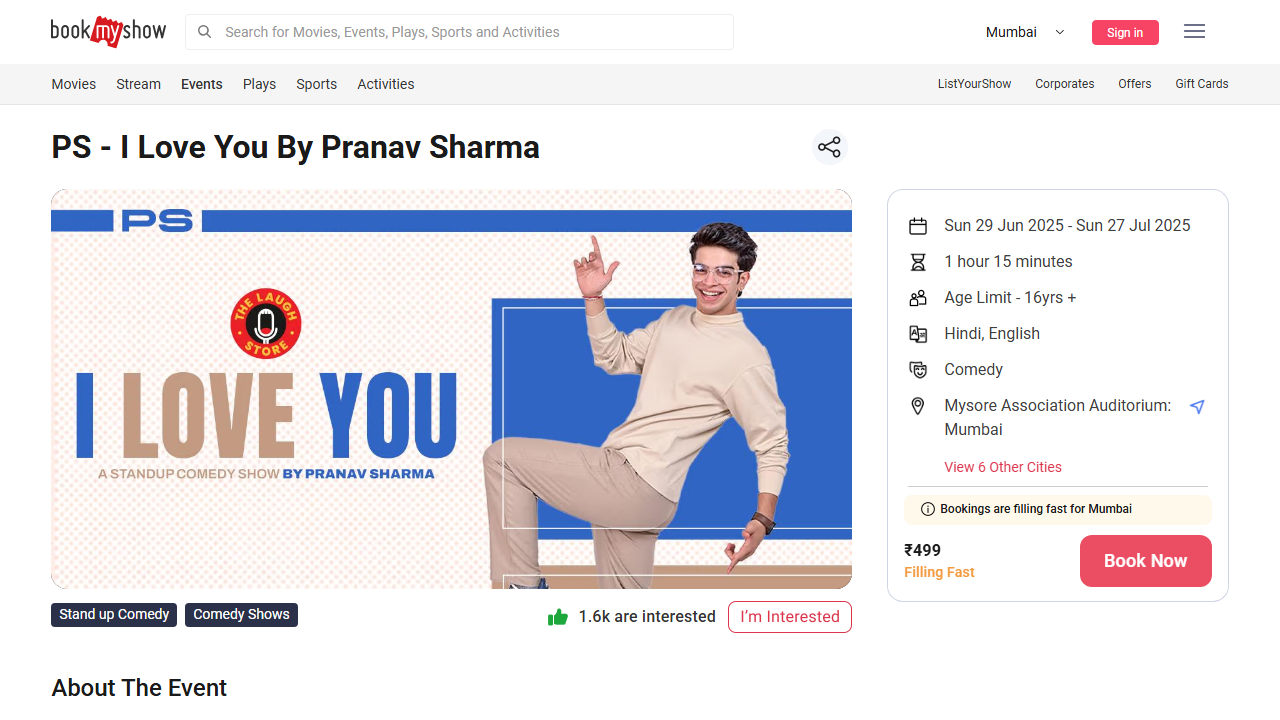 bookmyshow
Search for Movies, Events, Plays, Sports and Activities
Mumbai
Sign in
Movies
Stream
Events
Plays
Sports
Activities
ListYourShow
Corporates
Offers
Gift Cards
PS - I Love You By Pranav Sharma
PS
THE LAUGH
STORE
I LOVE YOU
A STANDUP COMEDY SHOW BY PRANAV SHARMA
Sun 29 Jun 2025 - Sun 27 Jul 2025
1 hour 15 minutes
Age Limit - 16yrs +
Hindi, English
Comedy
Mysore Association Auditorium:
Mumbai
View 6 Other Cities
Bookings are filling fast for Mumbai
₹499
Filling Fast
Book Now
Stand up Comedy
Comedy Shows
1.6k are interested
I’m Interested
About The Event